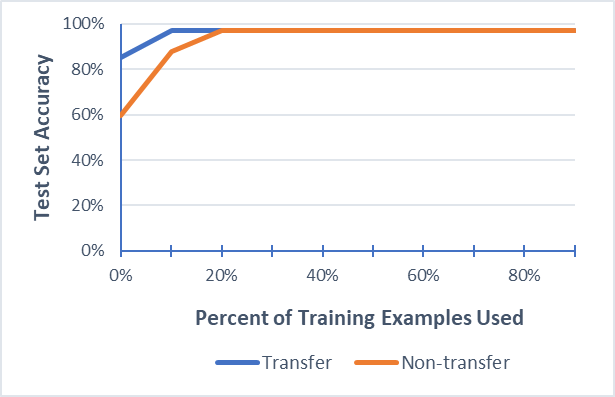 100%
80%
60%
40%
20%
0%
Test Set Accuracy
0% 20% 40% 60% 80%
Percent of Training Examples Used
Transfer Non-transfer